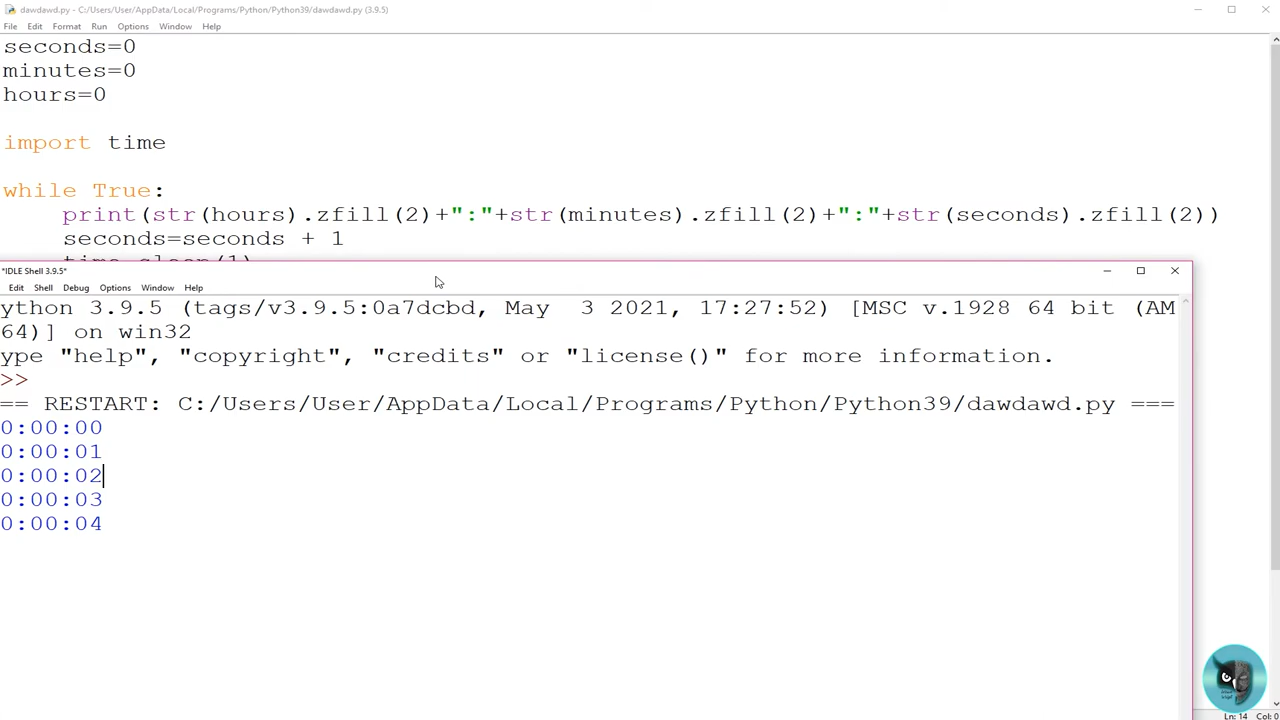 dawdawd.py - C:/Users/User/AppData/Local/Programs/Python/Python39/dawdawd.py (3.9.5)
File Edit Format Run Options Window Help
seconds=0
minutes=0
hours=0
import time
while True:
print(str(hours).zfill(2)+":"+str(minutes).zfill(2)+":"+str(seconds).zfill(2))
seconds=seconds + 1
time.sleep(1)
*IDLE Shell 3.9.5*
Edit Shell Debug Options Window Help
ython 3.9.5 (tags/v3.9.5:0a7dcbd, May 3 2021, 17:27:52) [MSC v.1928 64 bit (AM
64)] on win32
ype "help", "copyright", "credits" or "license()" for more information.
>>
== RESTART: C:/Users/User/AppData/Local/Programs/Python/Python39/dawdawd.py ===
0:00:00
0:00:01
0:00:02
0:00:03
0:00:04
Ln: 14 Col: 0